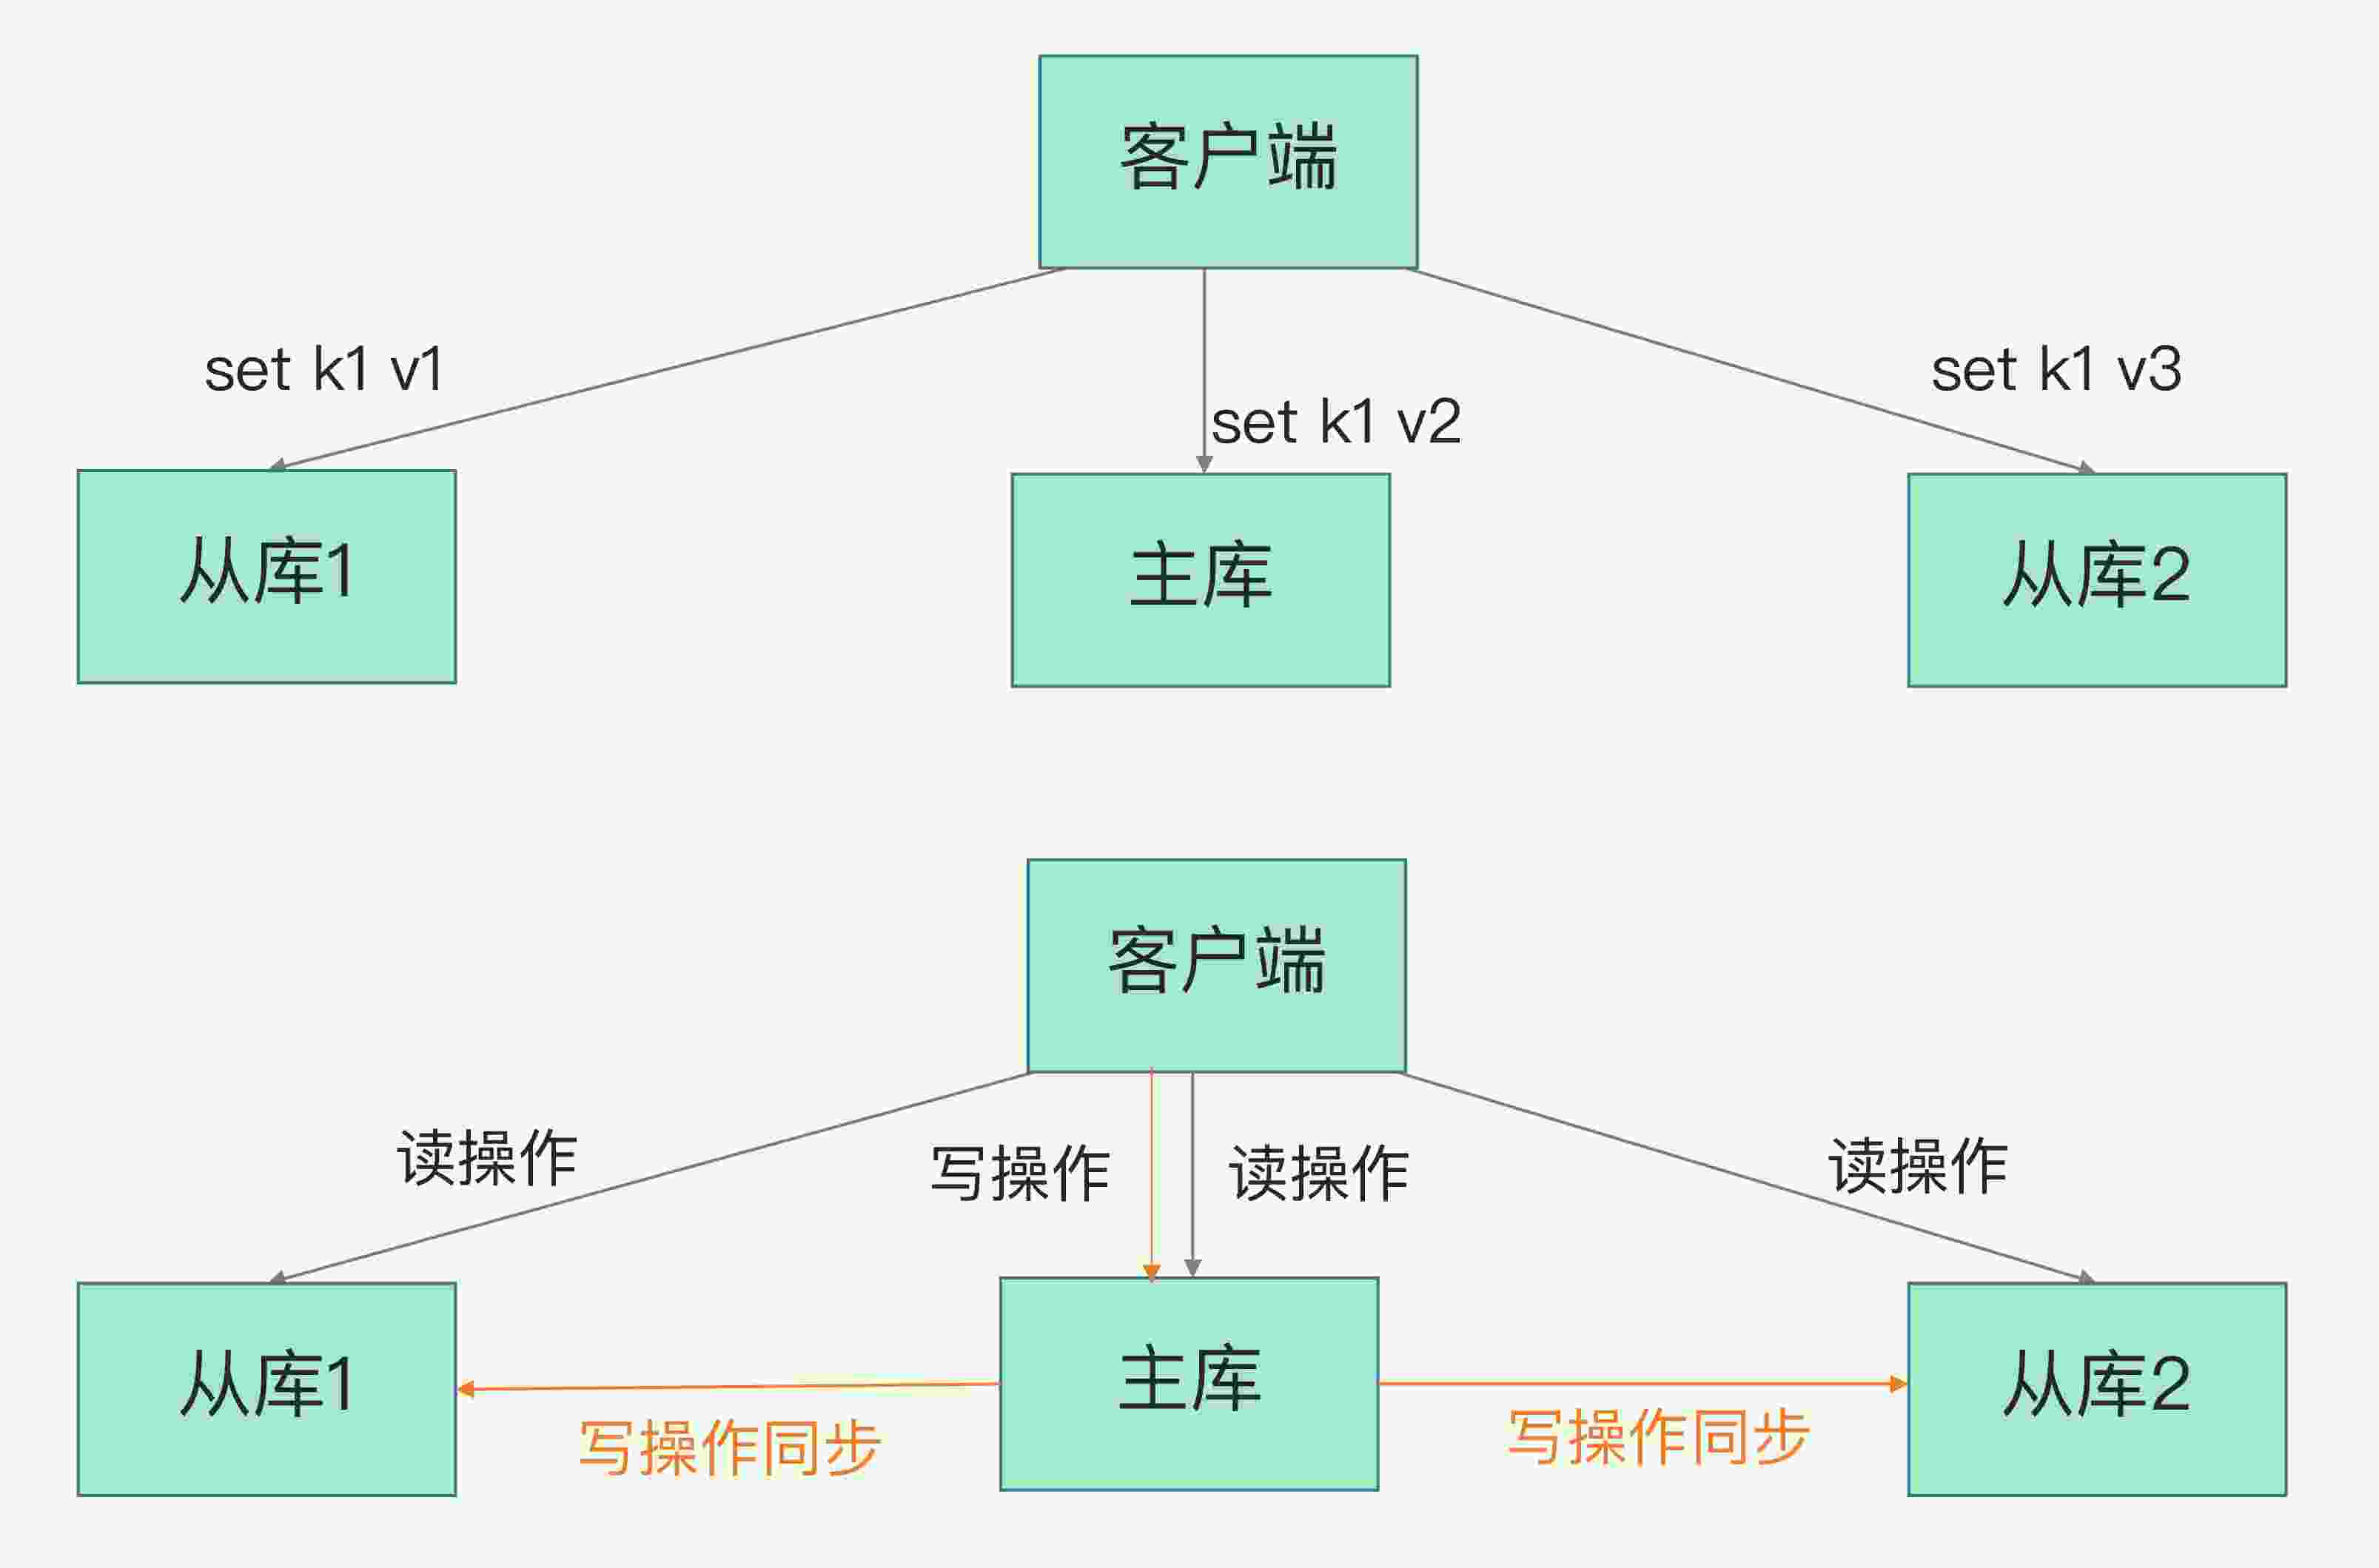 客户端
set k1 v1
set k1 v2
set k1 v3
从库1
主库
从库2
客户端
读操作
写操作
读操作
读操作
从库1
主库
从库2
写操作同步
写操作同步